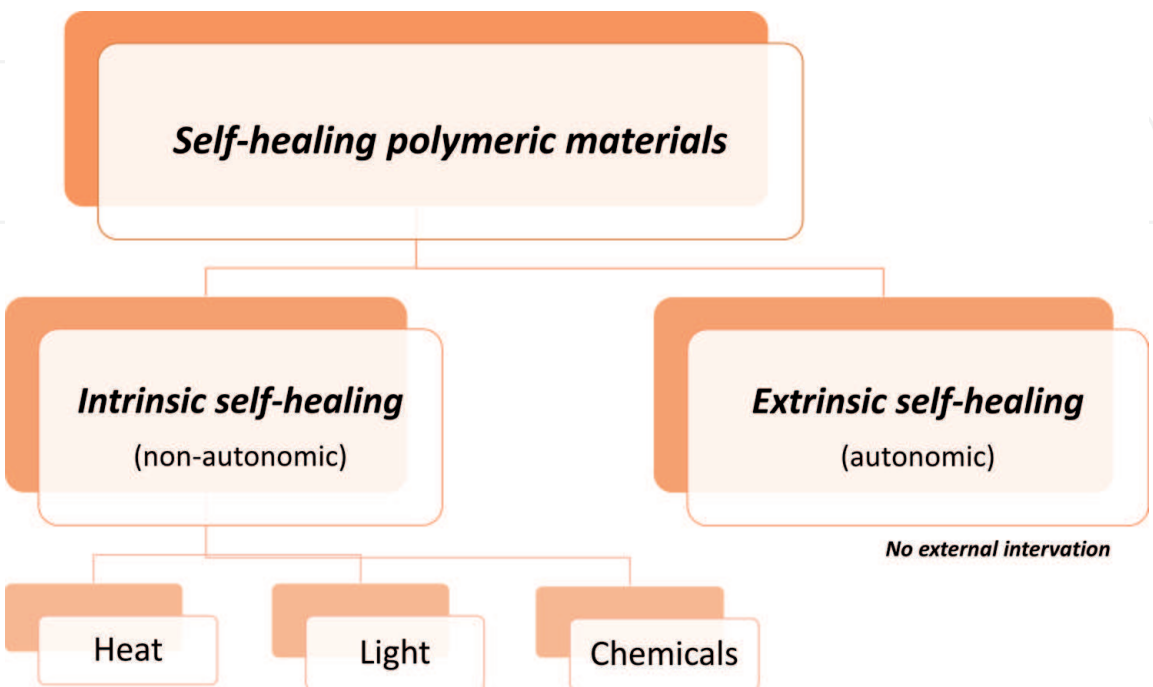 Self-healing polymeric materials
Intrinsic self-healing
(non-autonomic)
Extrinsic self-healing
(autonomic)
No external intervation
Heat
Light
Chemicals